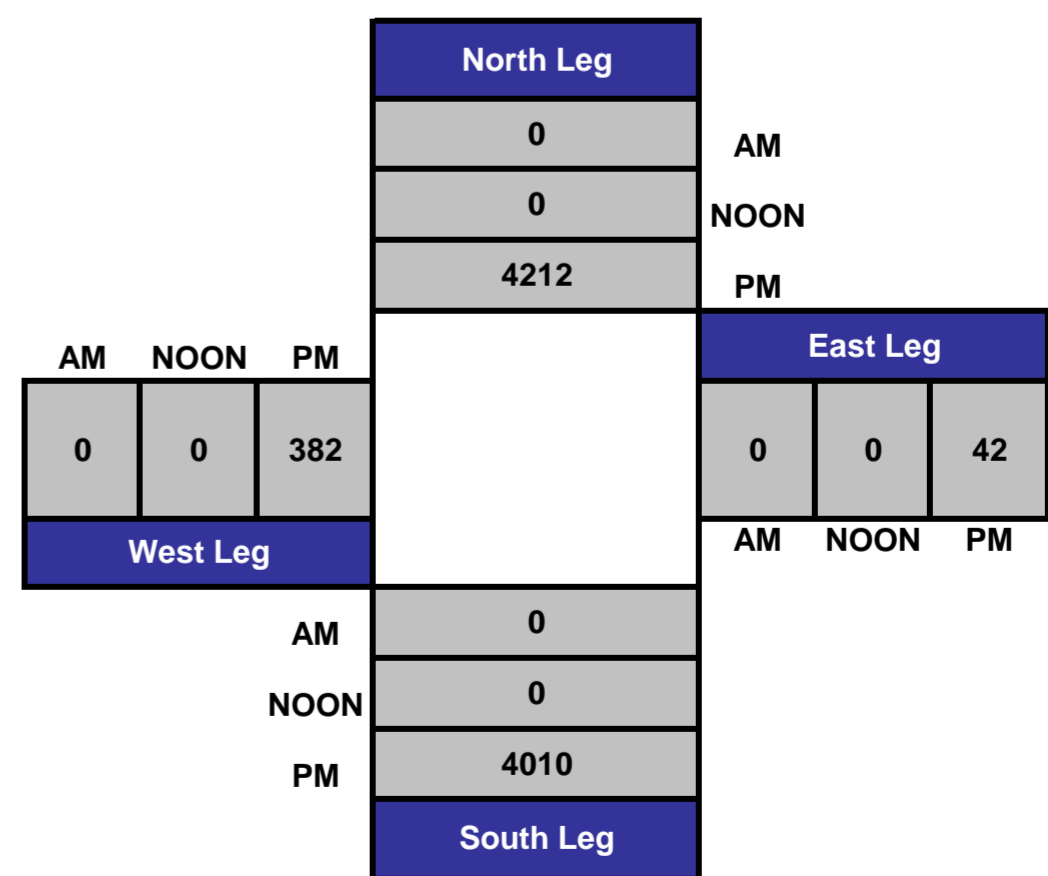 North Leg
0
AM
0
NOON
4212
PM
East Leg
AM NOON PM
0 0 382
0 0 42
West Leg
AM NOON PM
0
AM
0
NOON
4010
PM
South Leg